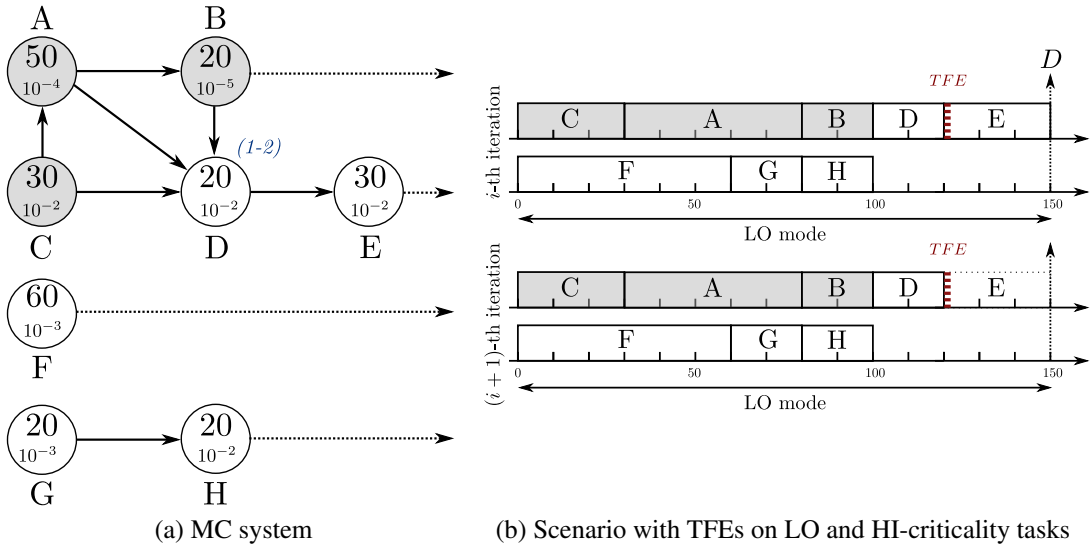 A
B
50
10-4
20
10-5
(1-2)
30
10-2
20
10-2
30
10-2
C
D
E
60
10-3
F
20
10-3
20
10-2
G
H
(a) MC system
D
TFE
i-th iteration
C
A
B
D
E
F
G
H
0
50
100
150
LO mode
TFE
(i + 1)-th iteration
C
A
B
D
E
F
G
H
0
50
100
150
LO mode
(b) Scenario with TFEs on LO and HI-criticality tasks